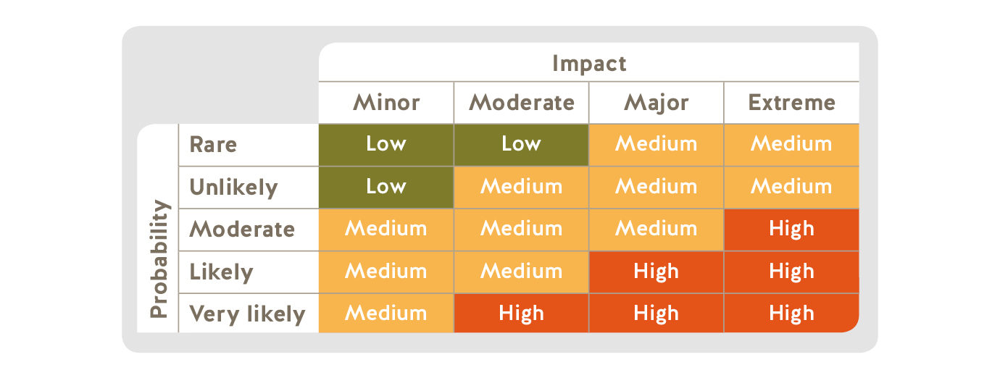 Impact
Minor Moderate Major Extreme
Probability
Rare Low Low Medium Medium
Unlikely Low Medium Medium Medium
Moderate Medium Medium Medium High
Likely Medium Medium High High
Very likely Medium High High High